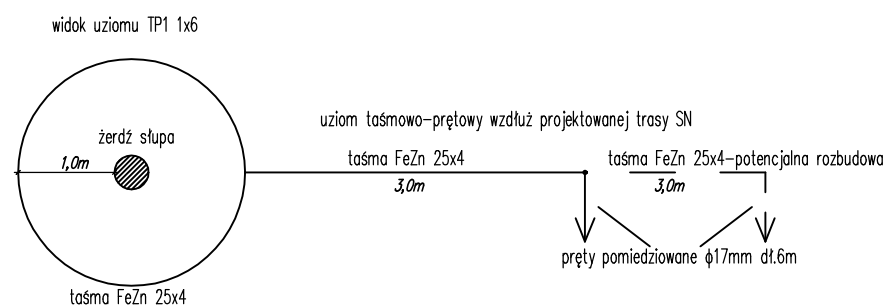 widok uziomu TP1 1x6
żerdź słupa
1,0m
taśma FeZn 25x4
uziom taśmowo-prętowy wzdłuż projektowanej trasy SN
taśma FeZn 25x4
3,0m
taśma FeZn 25x4-potencjalna rozbudowa
3,0m
pręty pomiedziowane ϕ17mm dł.6m